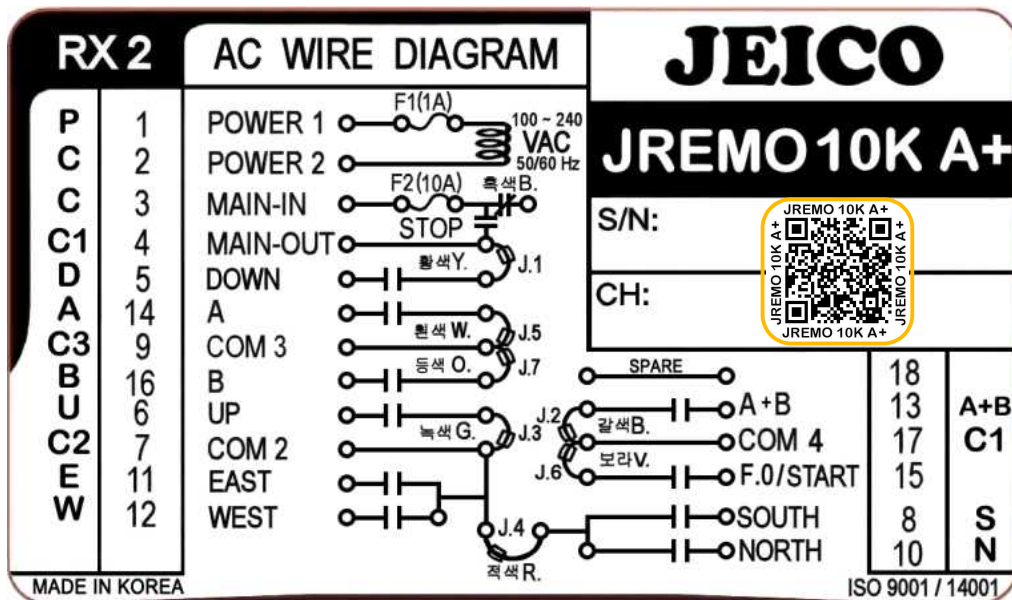 RX 2 AC WIRE DIAGRAM JEICO
JREMO 10K A+
P 1 POWER 1 F1(1A) 100 ~ 240
VAC
C 2 POWER 2 50/60 Hz
C 3 MAIN-IN F2(10A) 흑색B.
STOP
C1 4 MAIN-OUT
황색Y. J.1
D 5 DOWN
A 14 A
흰색 W. J.5
C3 9 COM 3
등색 O. J.7
B 16 B
U 6 UP
녹색G. J.3
C2 7 COM 2
E 11 EAST
W 12 WEST
J.4
적색R.
S/N:
CH:
JREMO 10K A+
JREMO 10K A+
JREMO 10K A+
JREMO 10K A+
SPARE 18
J.2 A+B 13 A+B
갈색B.
COM 4 17 C1
보라V.
J.6 F.0/START 15
SOUTH 8 S
NORTH 10 N
MADE IN KOREA ISO 9001 / 14001